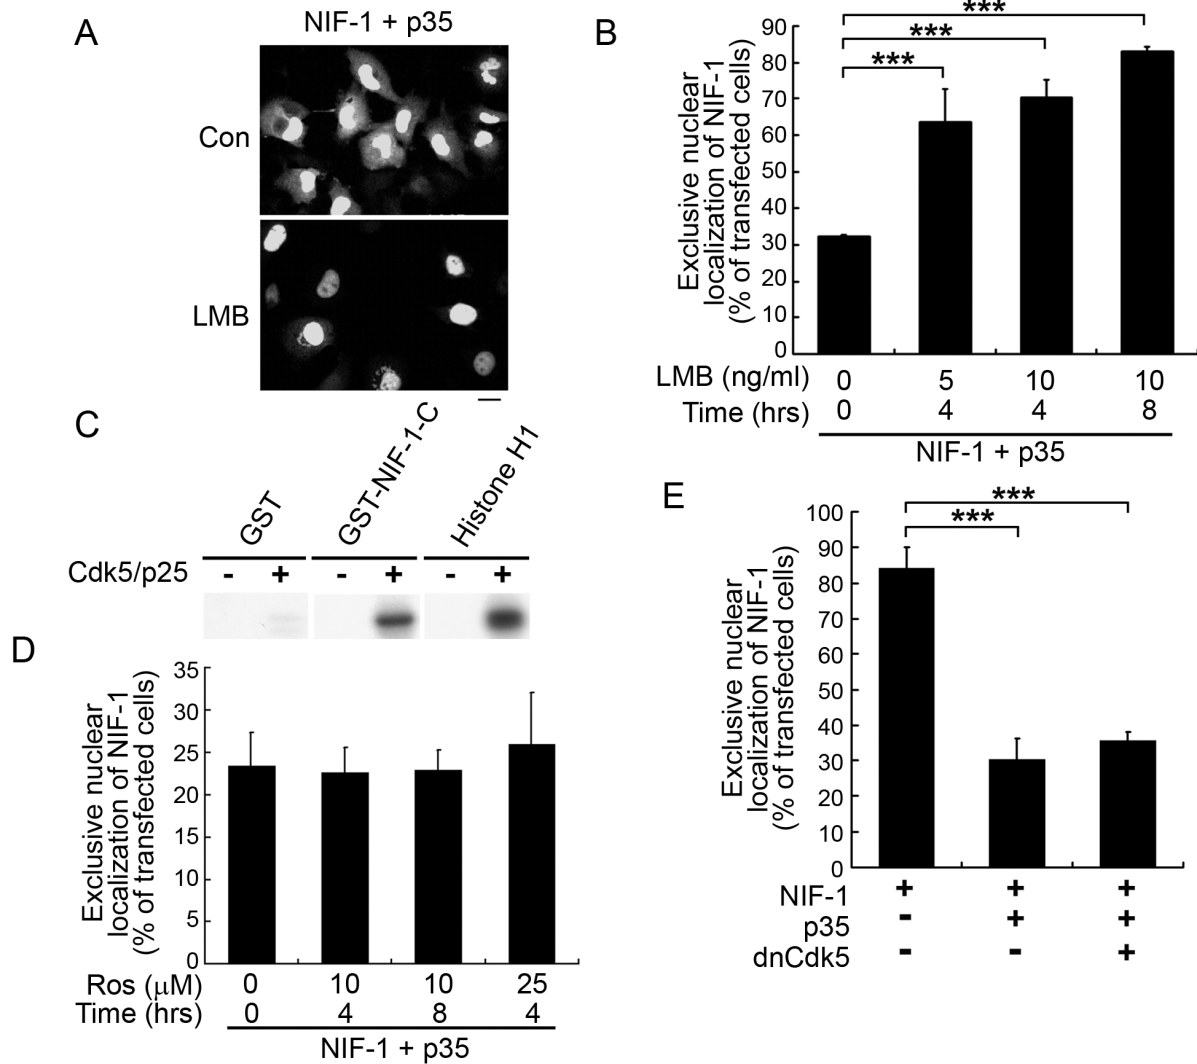 A
NIF-1 + p35
Con
LMB
B
Exclusive nuclear
localization of NIF-1
(% of transfected cells)
90
80
70
60
50
40
30
20
10
0
***
***
***
LMB (ng/ml) 0 5 10 10
Time (hrs) 0 4 4 8
NIF-1 + p35
C
GST
GST-NIF-1-C
Histone H1
Cdk5/p25 - + - + - +
D
Exclusive nuclear
localization of NIF-1
(% of transfected cells)
35
30
25
20
15
10
5
0
Ros (μM) 0 10 10 25
Time (hrs) 0 4 8 4
NIF-1 + p35
E
Exclusive nuclear
localization of NIF-1
(% of transfected cells)
100
90
80
70
60
50
40
30
20
10
0
***
***
NIF-1 + + +
p35 - + +
dnCdk5 - - +